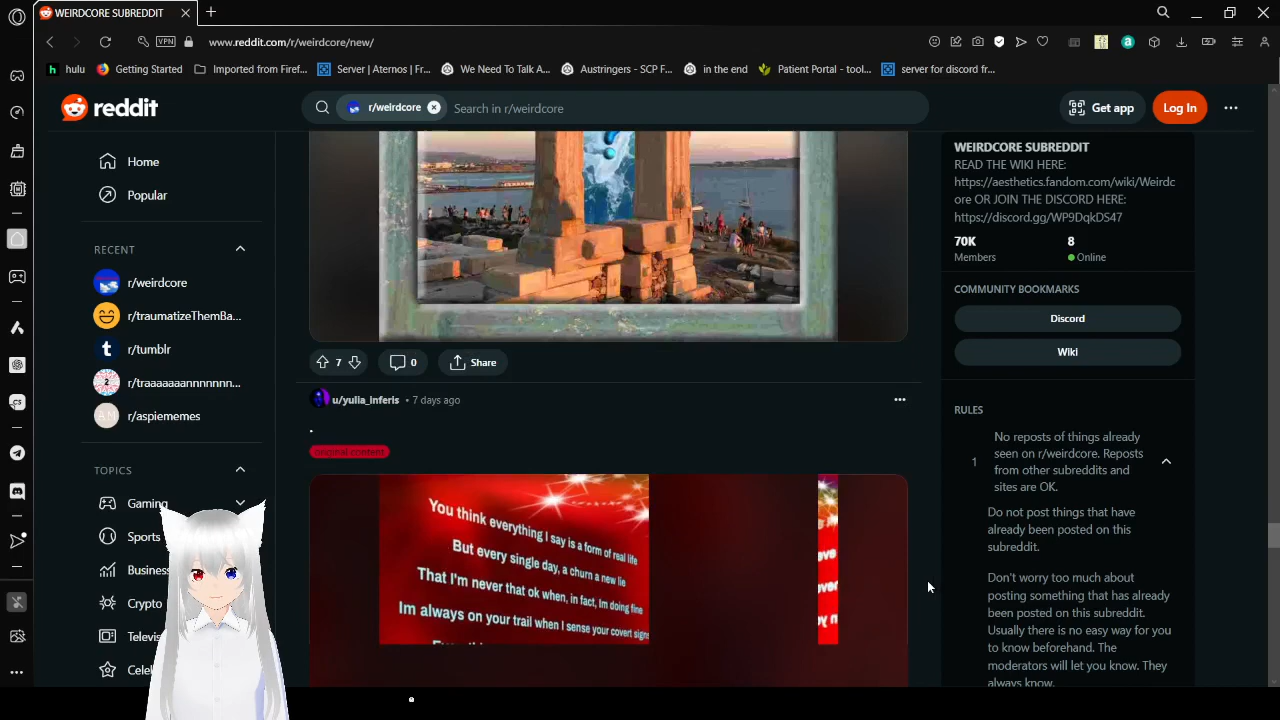 WEIRDCORE SUBREDDIT
VPN
www.reddit.com/r/weirdcore/new/
hulu
Getting Started
Imported from Firef...
Server | Aternos | Fr...
We Need To Talk A...
Austringers - SCP F...
in the end
Patient Portal - tool...
server for discord fr...
reddit
r/weirdcore
Search in r/weirdcore
Get app
Log In
Home
Popular
RECENT
r/weirdcore
r/traumatizeThemBa...
r/tumblr
r/traaaaaaannnnnnn...
r/aspiememes
TOPICS
Gaming
Sports
Business
Crypto
Televis
Celeb
7
0
Share
u/yulia_inferis
• 7 days ago
.
original content
You think everything I say is a form of real life
But every single day, a churn a new lie
That I'm never that ok when, in fact, Im doing fine
Im always on your trail when I sense your covert signs
WEIRDCORE SUBREDDIT
READ THE WIKI HERE:
https://aesthetics.fandom.com/wiki/Weirdc
ore OR JOIN THE DISCORD HERE:
https://discord.gg/WP9DqkDS47
70K
8
Members
Online
COMMUNITY BOOKMARKS
Discord
Wiki
RULES
1
No reposts of things already
seen on r/weirdcore. Reposts
from other subreddits and
sites are OK.
Do not post things that have
already been posted on this
subreddit.
Don't worry too much about
posting something that has already
been posted on this subreddit.
Usually there is no easy way for you
to know beforehand. The
moderators will let you know. They
always know.